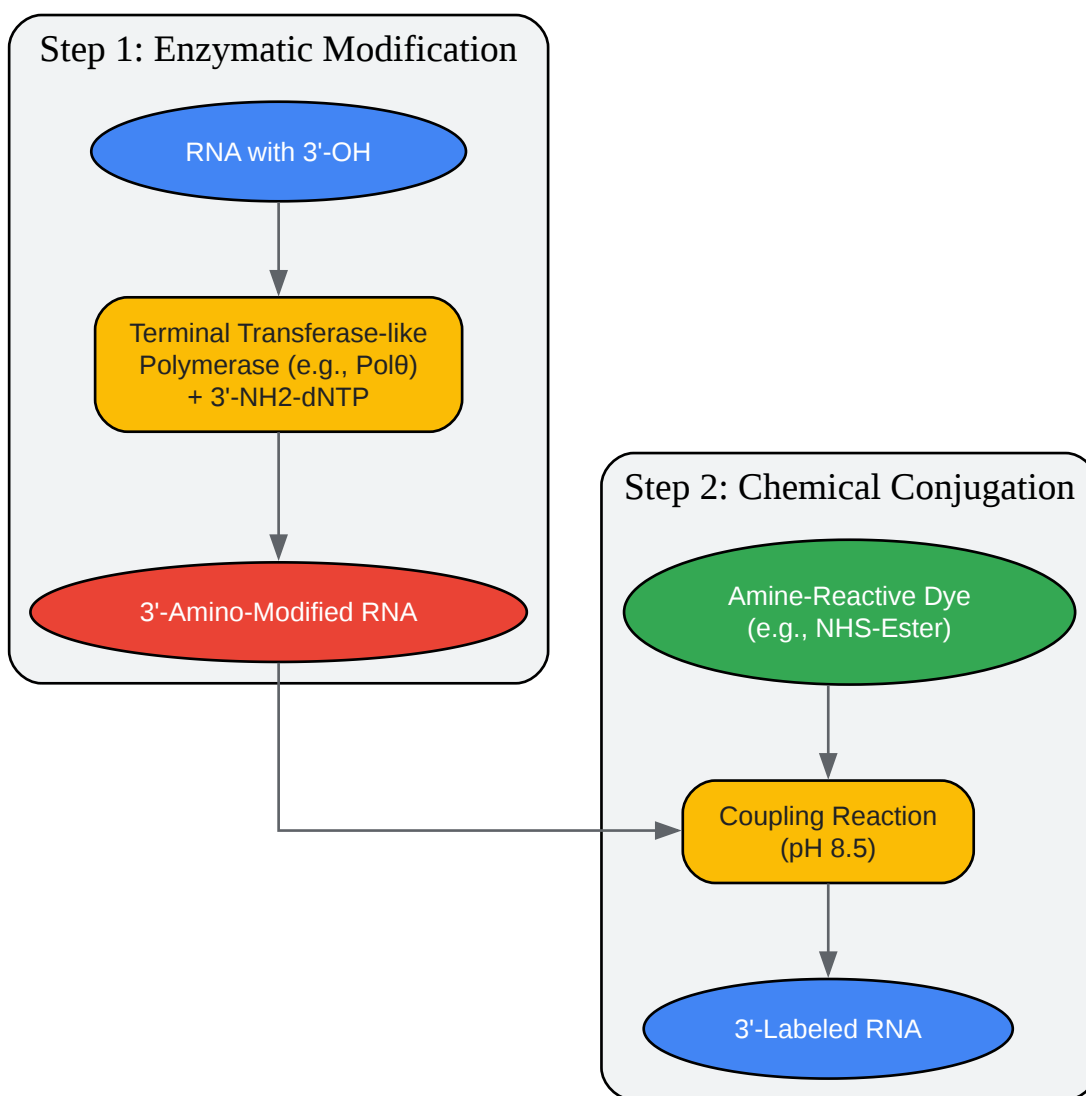 Step 1: Enzymatic Modification
RNA with 3'-OH
Terminal Transferase-like
Polymerase (e.g., Polθ)
+ 3'-NH2-dNTP
3'-Amino-Modified RNA
Step 2: Chemical Conjugation
Amine-Reactive Dye
(e.g., NHS-Ester)
Coupling Reaction
(pH 8.5)
3'-Labeled RNA